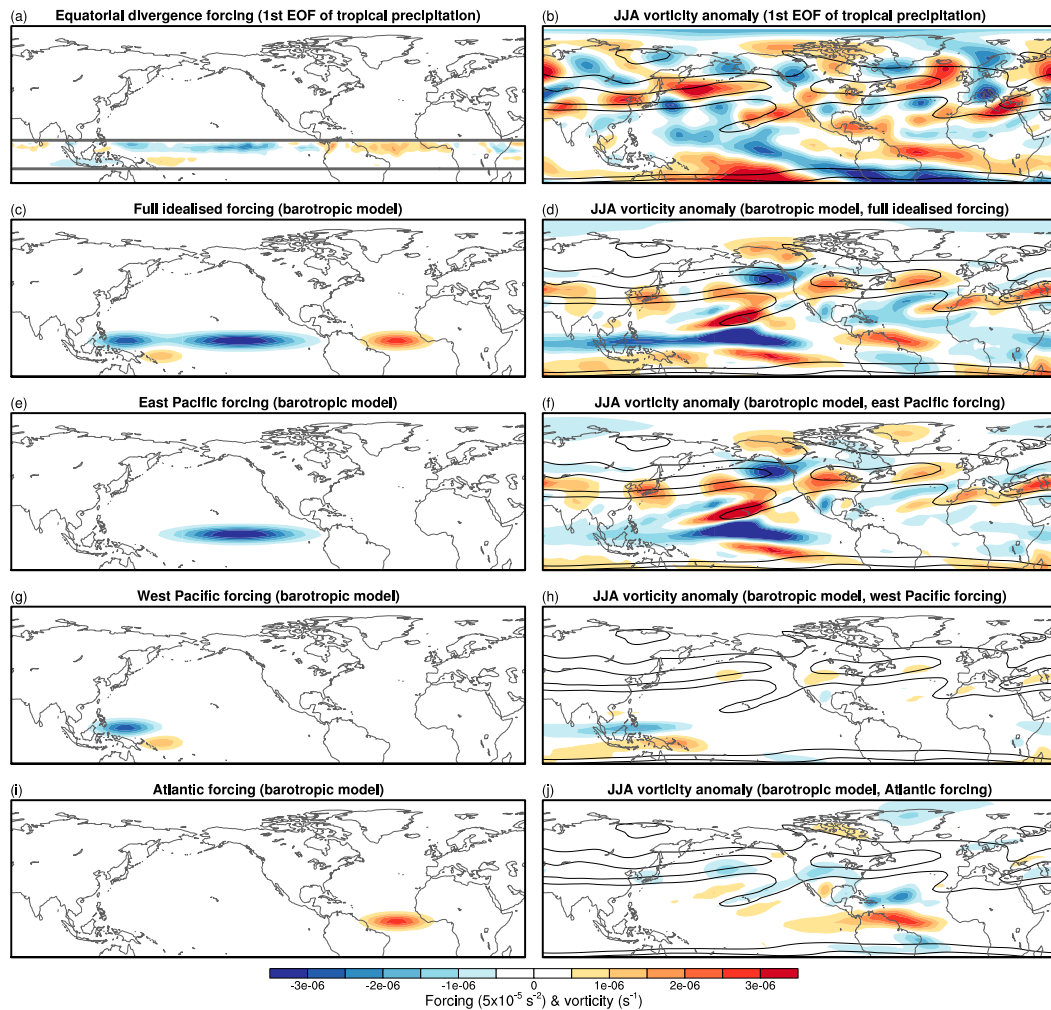 (a) Equatorial divergence forcing (1st EOF of tropical precipitation)
(b) JJA vorticity anomaly (1st EOF of tropical precipitation)
(c) Full idealised forcing (barotropic model)
(d) JJA vorticity anomaly (barotropic model, full idealised forcing)
(e) East Pacific forcing (barotropic model)
(f) JJA vorticity anomaly (barotropic model, east Pacific forcing)
(g) West Pacific forcing (barotropic model)
(h) JJA vorticity anomaly (barotropic model, west Pacific forcing)
(i) Atlantic forcing (barotropic model)
(j) JJA vorticity anomaly (barotropic model, Atlantic forcing)
-3e-06 -2e-06 -1e-06 0 1e-06 2e-06 3e-06
Forcing (5x10⁻⁵ s⁻²) & vorticity (s⁻¹)